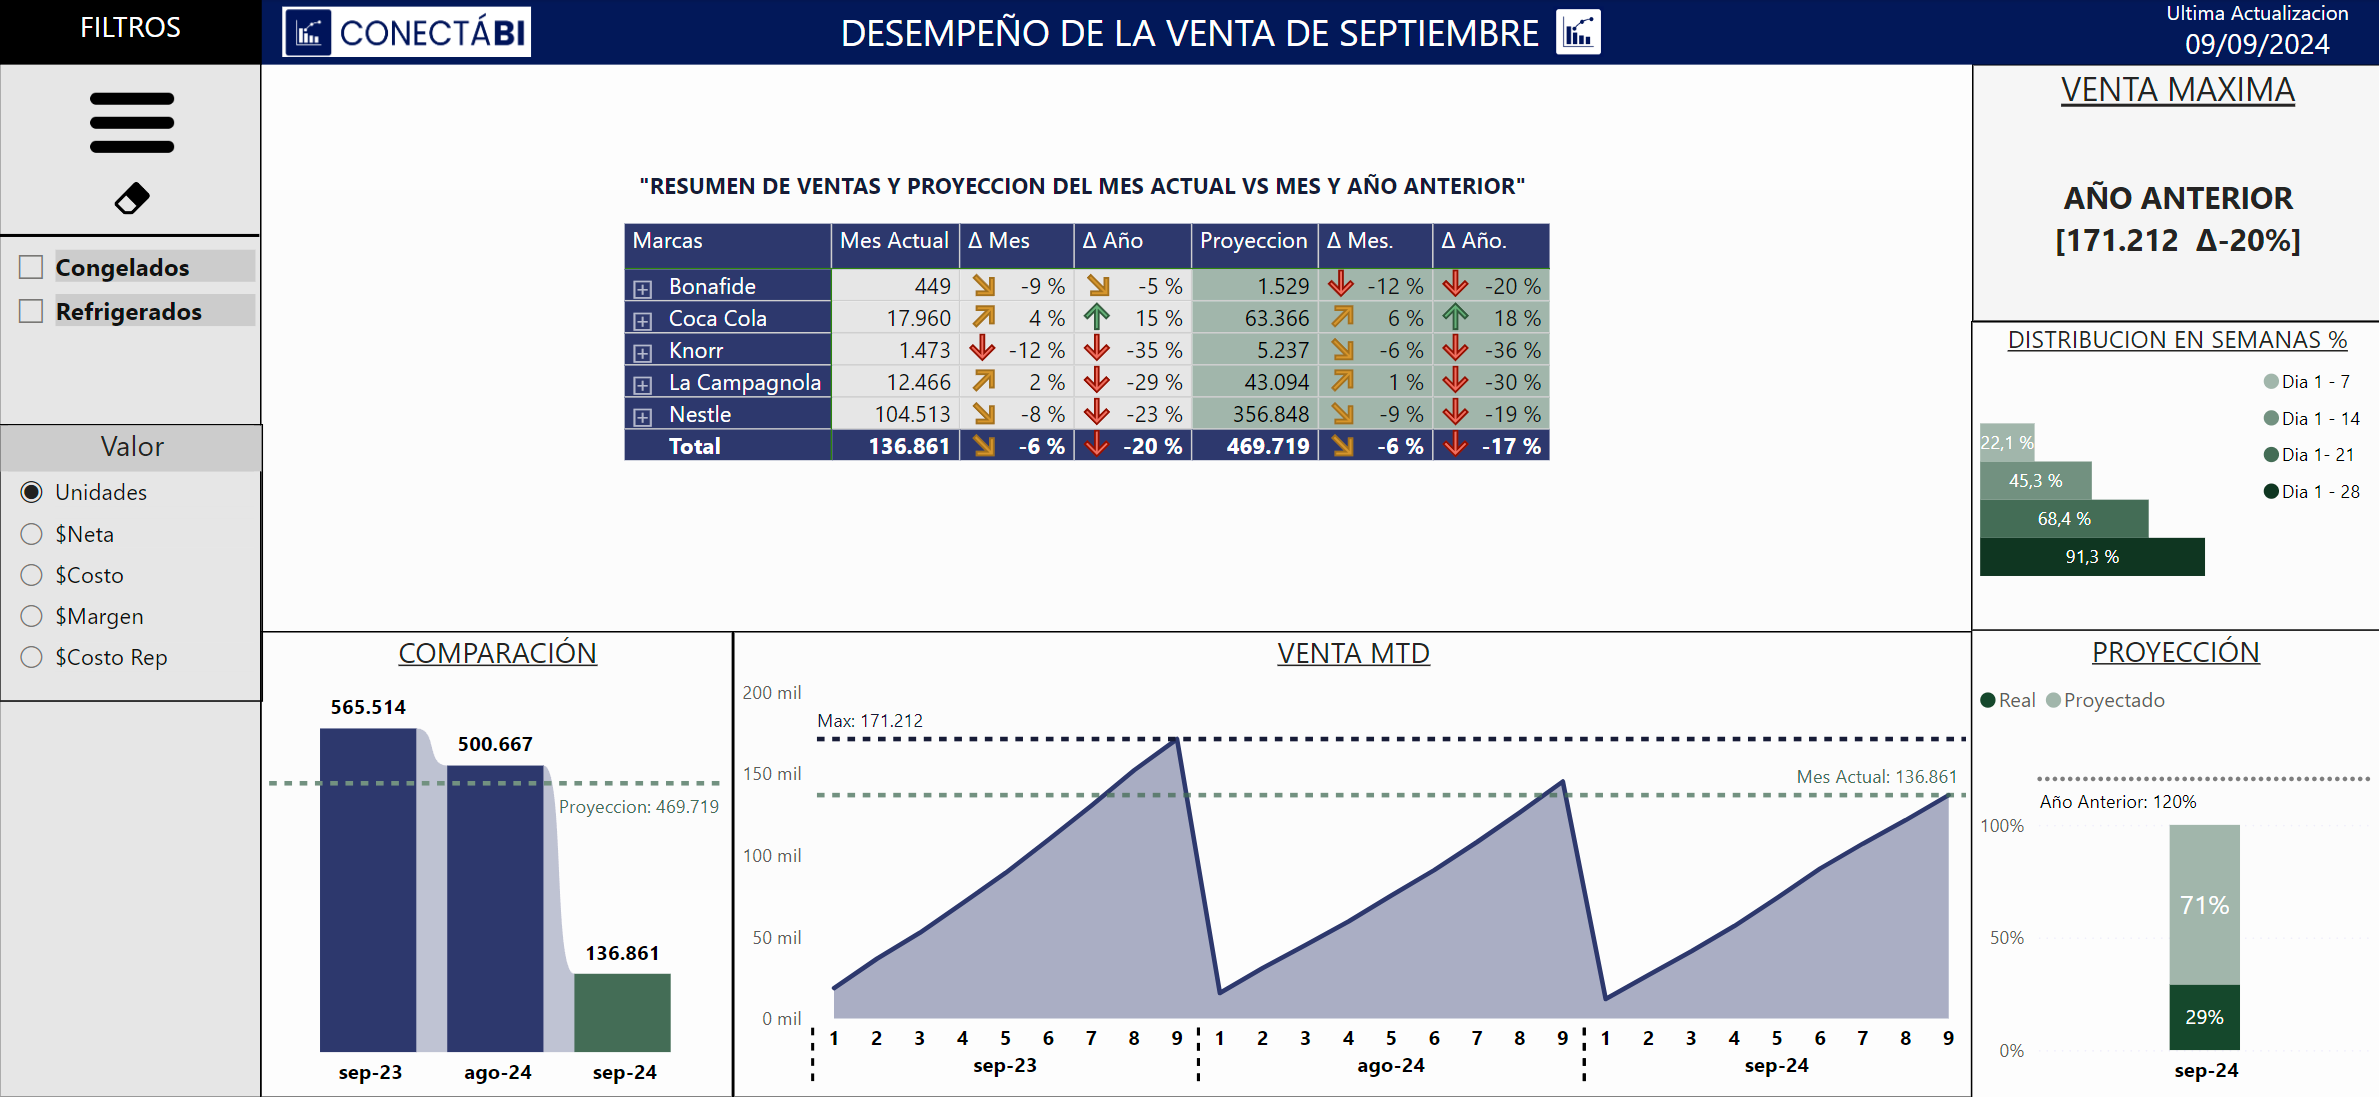 FILTROS
CONECTÁBI
DESEMPEÑO DE LA VENTA DE SEPTIEMBRE
Ultima Actualizacion
09/09/2024
Congelados
Refrigerados
Valor
Unidades
$Neta
$Costo
$Margen
$Costo Rep
"RESUMEN DE VENTAS Y PROYECCION DEL MES ACTUAL VS MES Y AÑO ANTERIOR"
Marcas Mes Actual Δ Mes Δ Año Proyeccion Δ Mes. Δ Año.
Bonafide 449 -9 % -5 % 1.529 -12 % -20 %
Coca Cola 17.960 4 % 15 % 63.366 6 % 18 %
Knorr 1.473 -12 % -35 % 5.237 -6 % -36 %
La Campagnola 12.466 2 % -29 % 43.094 1 % -30 %
Nestle 104.513 -8 % -23 % 356.848 -9 % -19 %
Total 136.861 -6 % -20 % 469.719 -6 % -17 %
VENTA MAXIMA
AÑO ANTERIOR
[171.212 Δ-20%]
DISTRIBUCION EN SEMANAS %
Dia 1 - 7
Dia 1 - 14
Dia 1- 21
Dia 1 - 28
22,1 %
45,3 %
68,4 %
91,3 %
COMPARACIÓN
565.514
500.667
Proyeccion: 469.719
136.861
sep-23 ago-24 sep-24
VENTA MTD
200 mil
Max: 171.212
150 mil
Mes Actual: 136.861
100 mil
50 mil
0 mil
1 2 3 4 5 6 7 8 9 1 2 3 4 5 6 7 8 9 1 2 3 4 5 6 7 8 9
sep-23 ago-24 sep-24
PROYECCIÓN
Real Proyectado
Año Anterior: 120%
100%
71%
50%
29%
0%
sep-24